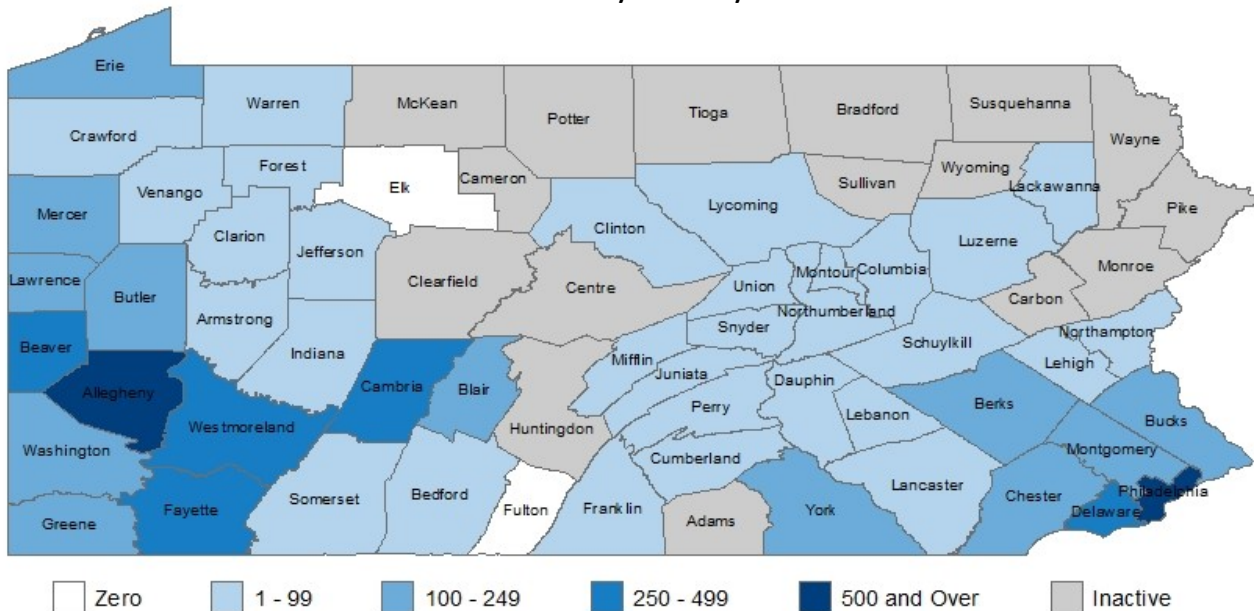 Erie
Warren
McKean
Potter
Tioga
Bradford
Susquehanna
Wayne
Crawford
Forest
Elk
Cameron
Sullivan
Wyoming
Lackawanna
Pike
Venango
Mercer
Clarion
Jefferson
Clinton
Lycoming
Luzerne
Monroe
Lawrence
Butler
Clearfield
Centre
Union
Montour
Columbia
Carbon
Armstrong
Snyder
Northumberland
Schuylkill
Northampton
Beaver
Indiana
Mifflin
Lehigh
Allegheny
Cambria
Blair
Juniata
Dauphin
Perry
Lebanon
Berks
Bucks
Westmoreland
Huntingdon
Washington
Cumberland
Montgomery
Somerset
Bedford
Lancaster
Chester
Philadelphia
Greene
Fayette
Fulton
Franklin
Adams
York
Delaware
Zero
1 - 99
100 - 249
250 - 499
500 and Over
Inactive